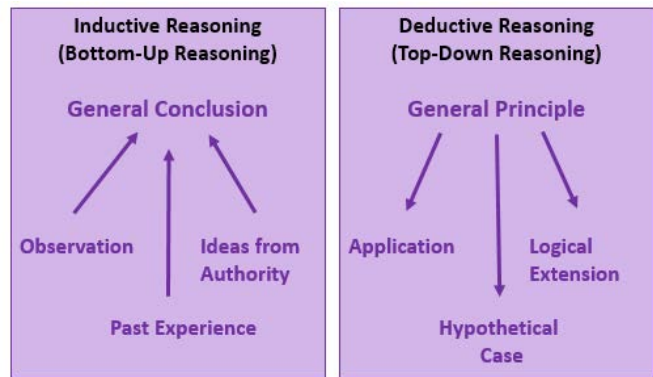 Inductive Reasoning
(Bottom-Up Reasoning)
General Conclusion
Observation
Ideas from
Authority
Past Experience
Deductive Reasoning
(Top-Down Reasoning)
General Principle
Application
Logical
Extension
Hypothetical
Case